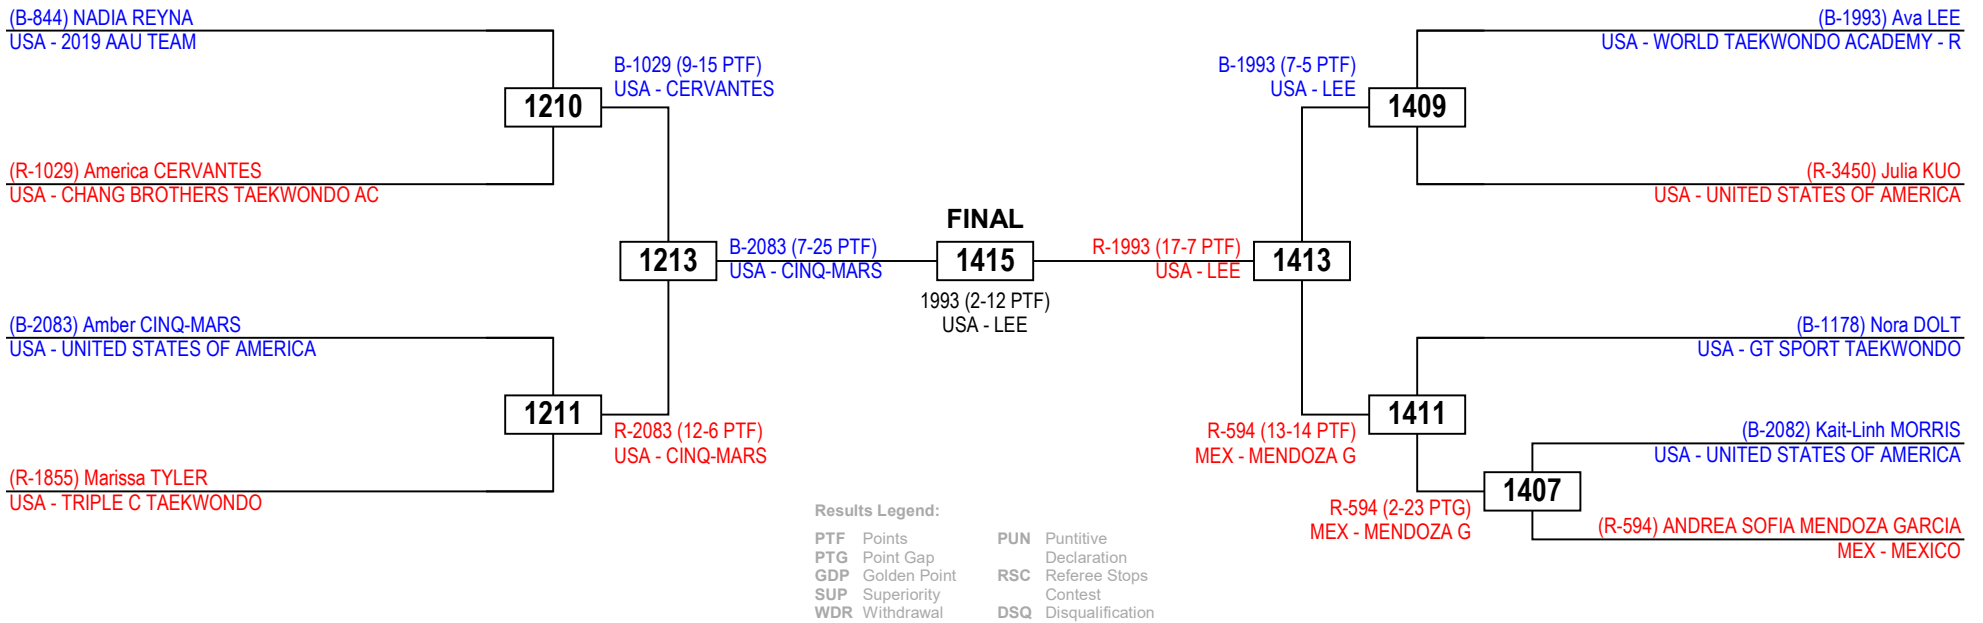 (B-844) NADIA REYNA
USA - 2019 AAU TEAM
B-1029 (9-15 PTF)
USA - CERVANTES
1210
(R-1029) America CERVANTES
USA - CHANG BROTHERS TAEKWONDO AC
1213
B-2083 (7-25 PTF)
USA - CINQ-MARS
(B-2083) Amber CINQ-MARS
USA - UNITED STATES OF AMERICA
1211
R-2083 (12-6 PTF)
USA - CINQ-MARS
(R-1855) Marissa TYLER
USA - TRIPLE C TAEKWONDO
FINAL
1415
1993 (2-12 PTF)
USA - LEE
(B-1993) Ava LEE
USA - WORLD TAEKWONDO ACADEMY - R
B-1993 (7-5 PTF)
USA - LEE
1409
(R-3450) Julia KUO
USA - UNITED STATES OF AMERICA
R-1993 (17-7 PTF)
USA - LEE
1413
(B-1178) Nora DOLT
USA - GT SPORT TAEKWONDO
1411
R-594 (13-14 PTF)
MEX - MENDOZA G
(B-2082) Kait-Linh MORRIS
USA - UNITED STATES OF AMERICA
1407
R-594 (2-23 PTG)
MEX - MENDOZA G
(R-594) ANDREA SOFIA MENDOZA GARCIA
MEX - MEXICO
Results Legend:
PTF Points
PTG Point Gap
GDP Golden Point
SUP Superiority
WDR Withdrawal
PUN Puntitive
Declaration
RSC Referee Stops
Contest
DSQ Disqualification